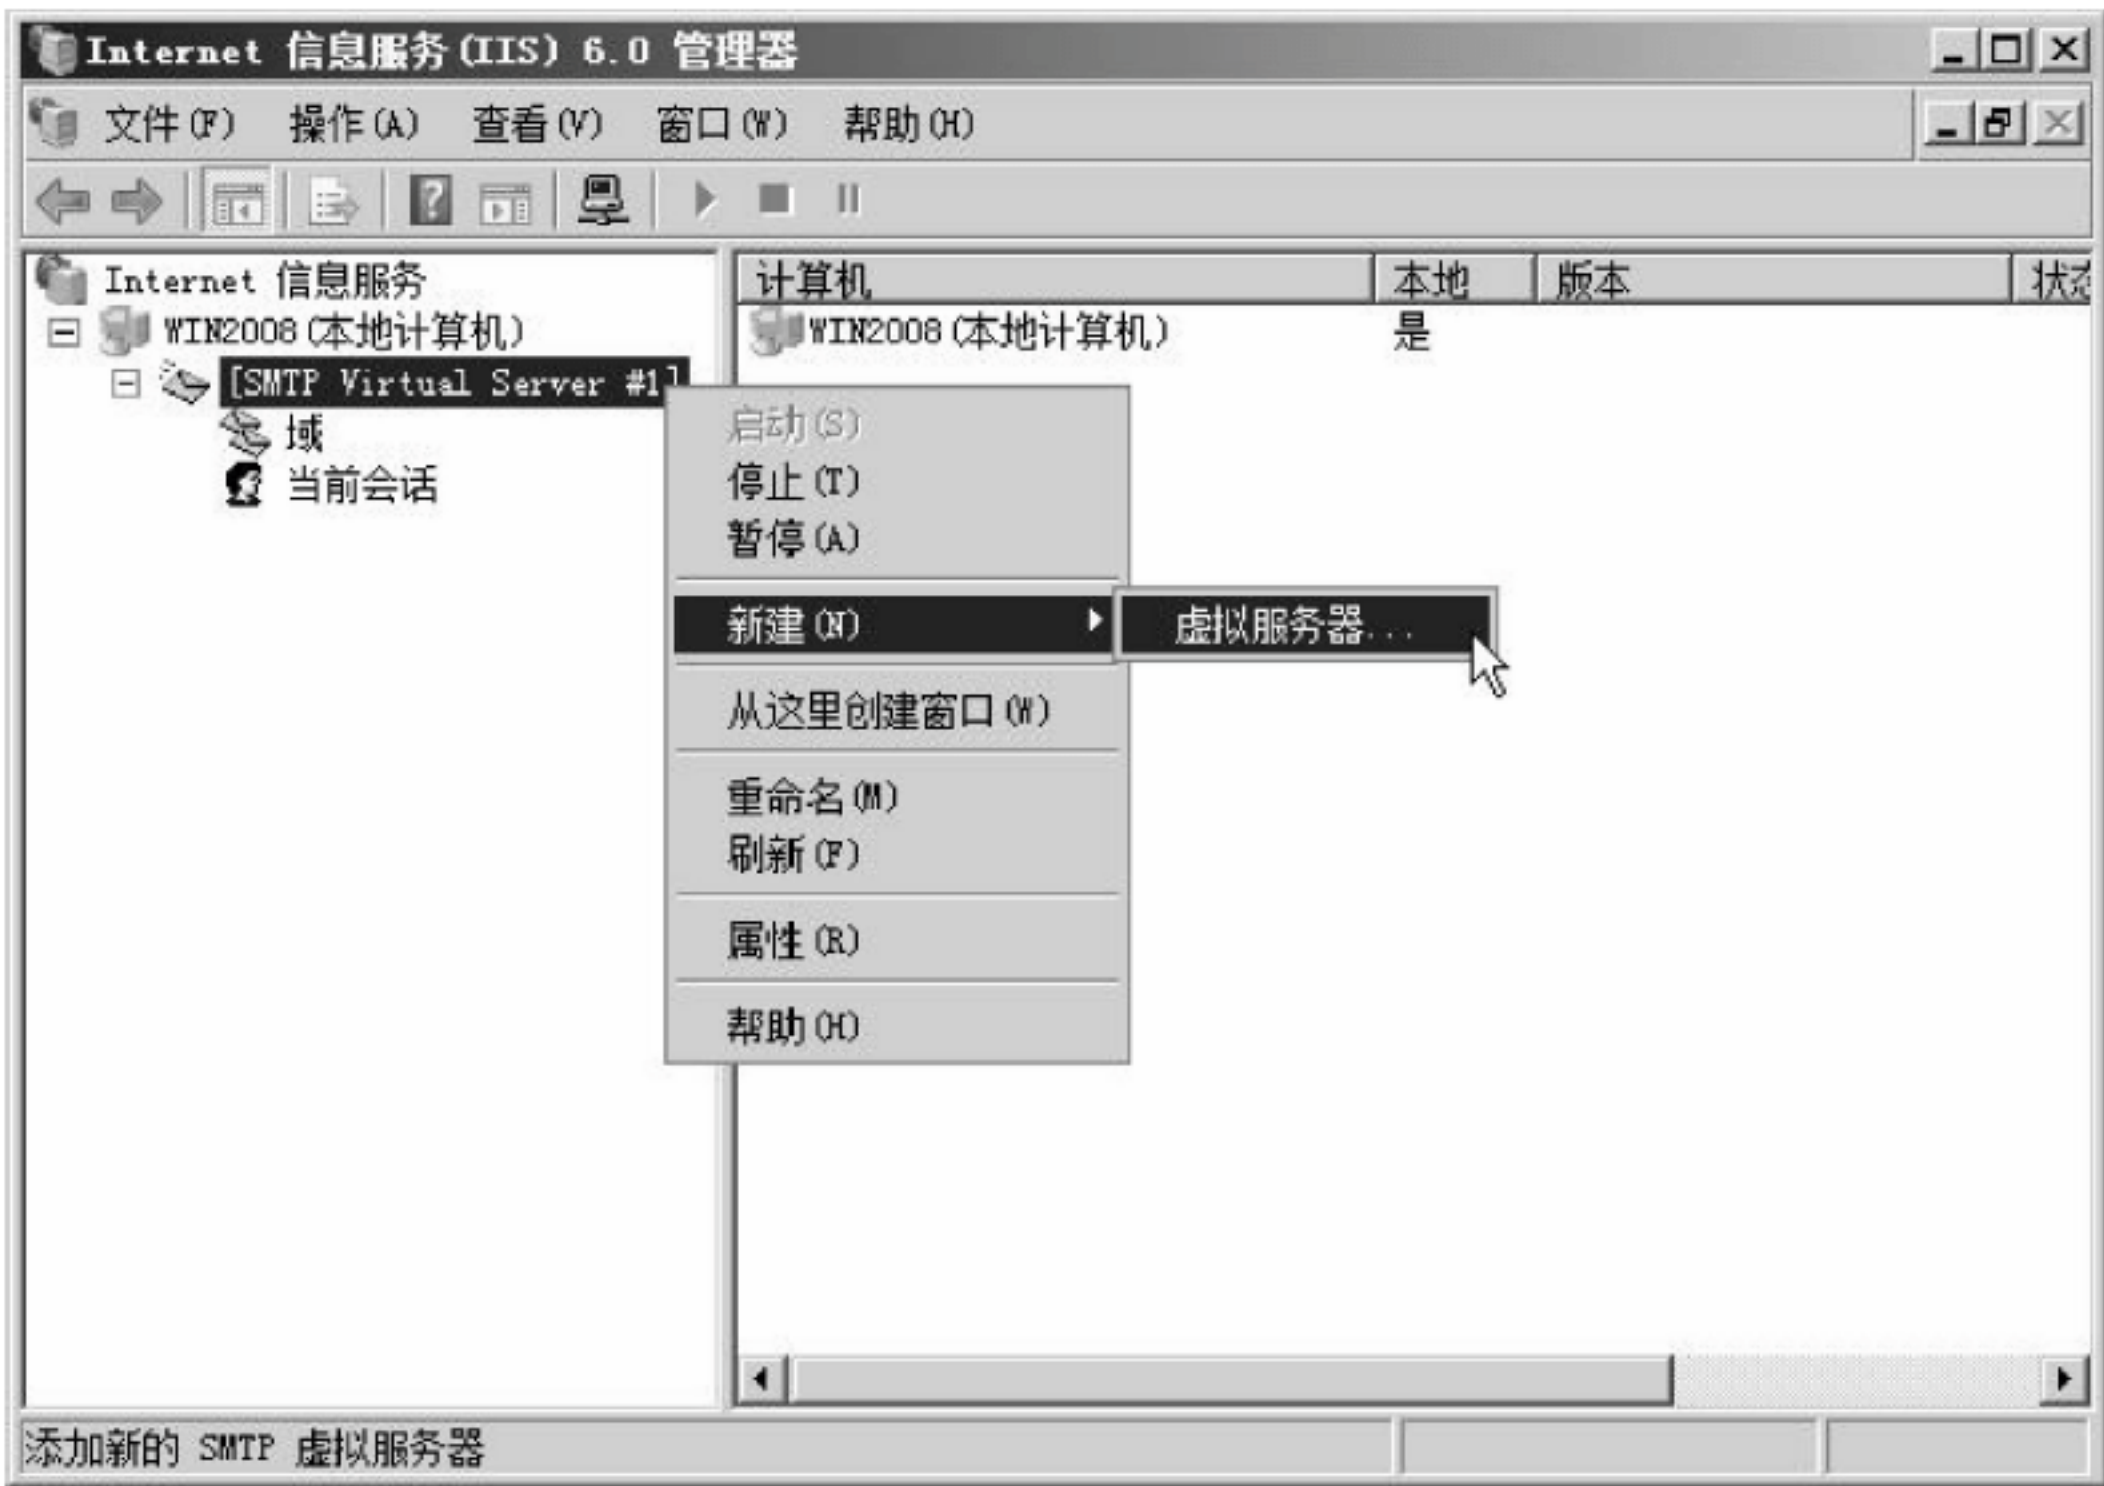 Internet 信息服务(IIS) 6.0 管理器
文件(F) 操作(A) 查看(V) 窗口(W) 帮助(H)
Internet 信息服务
WIN2008(本地计算机)
[SMTP Virtual Server #1]
域
当前会话
计算机 本地 版本 状态
WIN2008(本地计算机) 是
启动(S)
停止(T)
暂停(A)
新建(N)
虚拟服务器...
从这里创建窗口(W)
重命名(M)
刷新(F)
属性(R)
帮助(H)
添加新的 SMTP 虚拟服务器